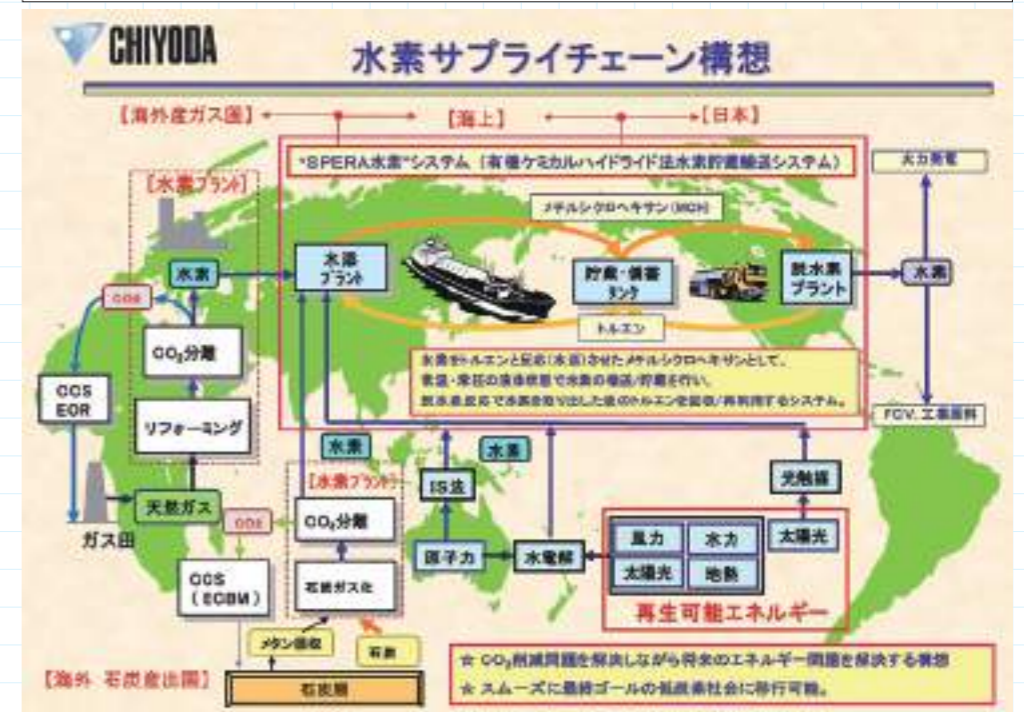 CHIYODA
水素サプライチェーン構想
【海外産ガス国】
【海上】
【日本】
"SPERA水素"システム（有機ケミカルハイドライド法水素貯蔵輸送システム）
火力発電
【水素プラント】
メチルシクロヘキサン(MCH)
水素
水添
プラント
貯蔵・備蓄
タンク
脱水素
プラント
水素
CO2
CO₂分離
トルエン
水素をトルエンと反応(水添)させたメチルシクロヘキサンとして、
常温・常圧の液体状態で水素の輸送/貯蔵を行い、
脱水素反応で水素を取り出した後のトルエンを回収/再利用するシステム。
CCS
EOR
リフォーミング
FCV、工業原料
水素
水素
【水素プラント】
IS法
光触媒
天然ガス
CO2
CO₂分離
ガス田
原子力
水電解
風力
水力
太陽光
太陽光
地熱
CCS
(ECBM)
石炭ガス化
再生可能エネルギー
メタン回収
石炭
【海外 石炭産出国】
石炭層
☆ CO₂削減問題を解決しながら将来のエネルギー問題を解決する構想
☆ スムーズに最終ゴールの低炭素社会に移行可能。